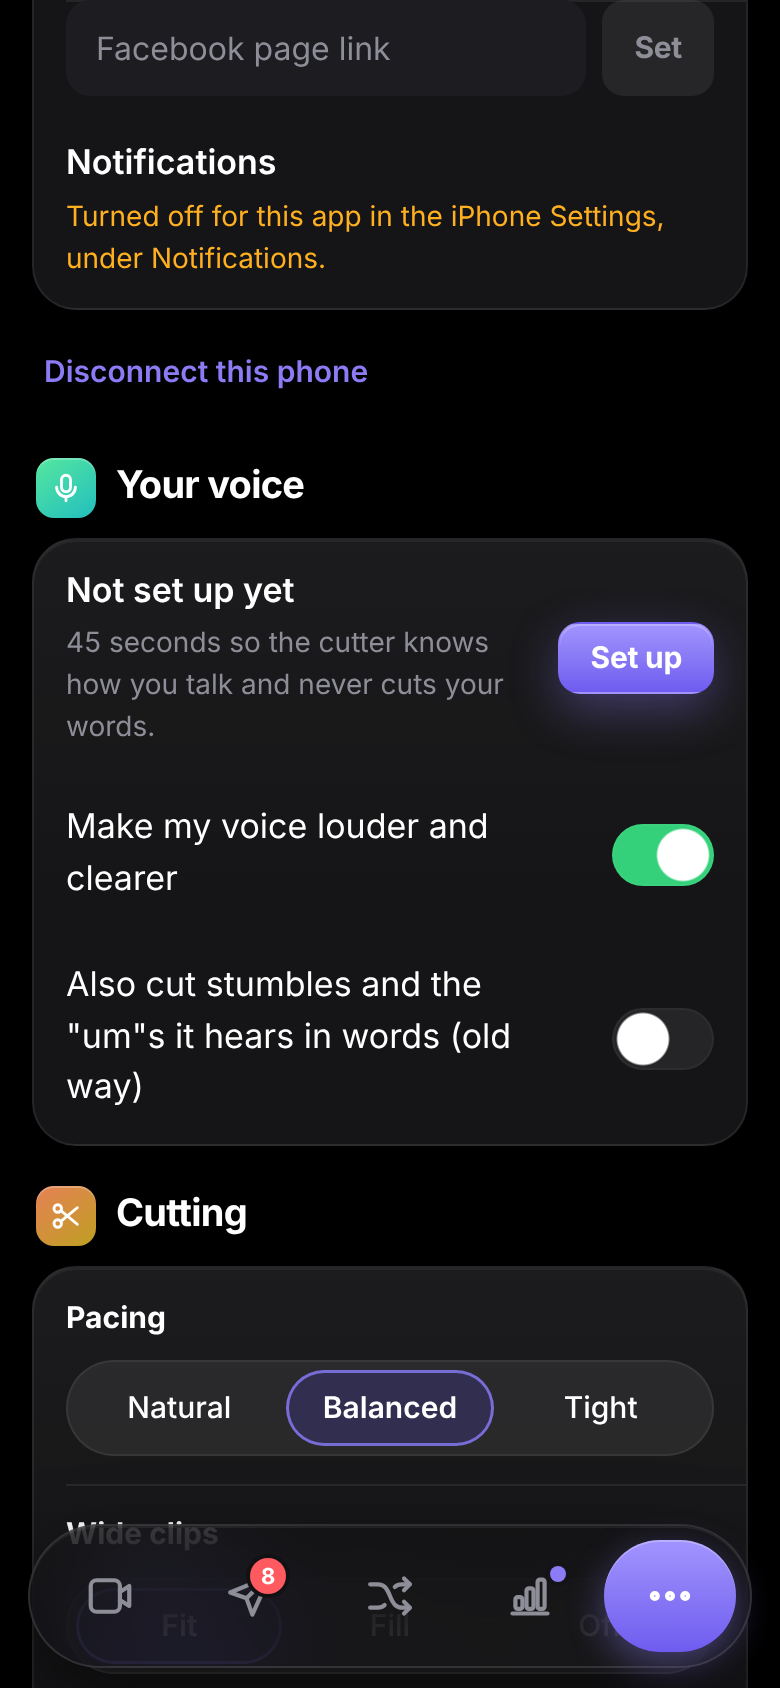 Facebook page link
Set
Notifications
Turned off for this app in the iPhone Settings,
under Notifications.
Disconnect this phone
Your voice
Not set up yet
45 seconds so the cutter knows
how you talk and never cuts your
words.
Set up
Make my voice louder and
clearer
Also cut stumbles and the
"um"s it hears in words (old
way)
Cutting
Pacing
Natural
Balanced
Tight
Wide clips
8
Fit
Fill